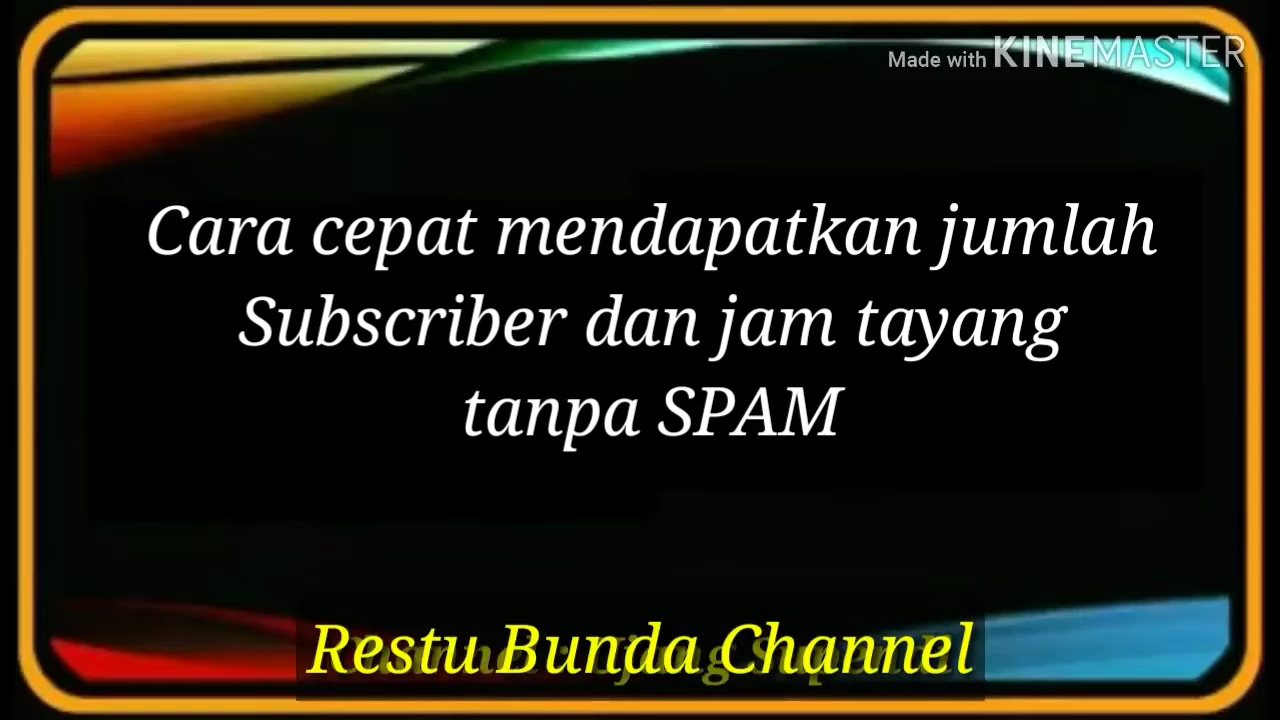 Made with KINEMASTER
Cara cepat mendapatkan jumlah
Subscriber dan jam tayang
tanpa SPAM
Restu Bunda Channel